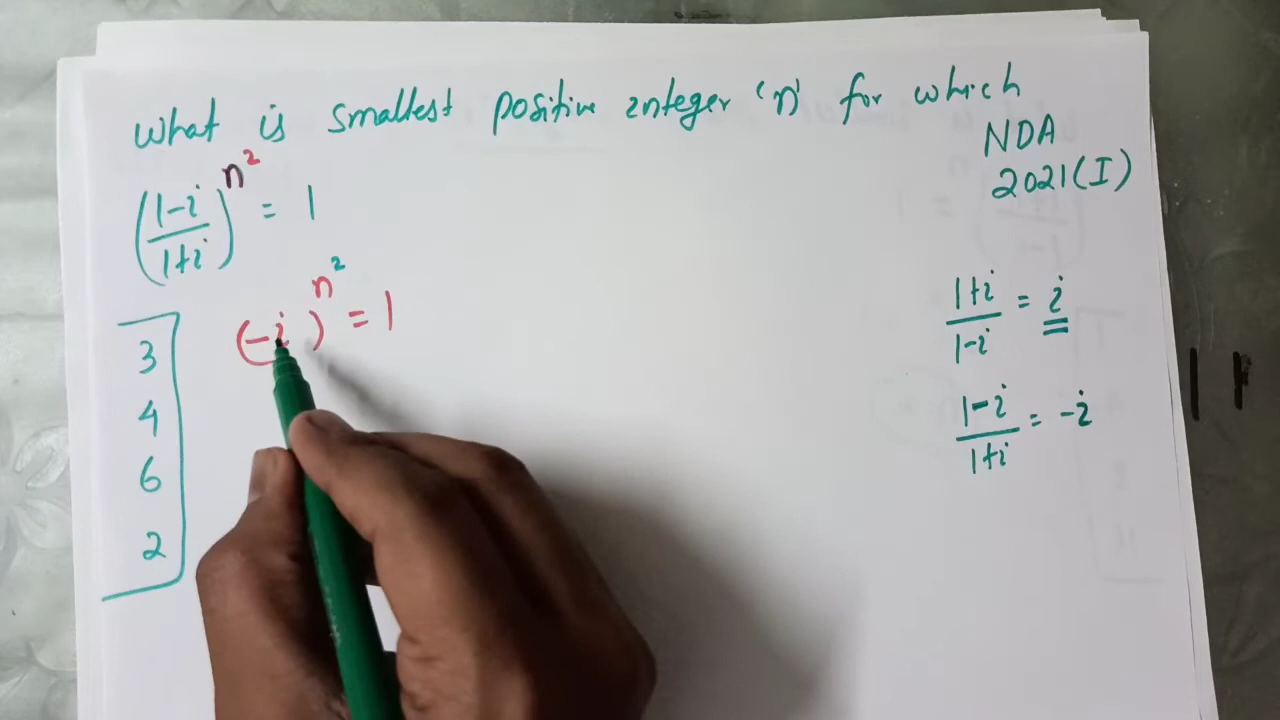 What is smallest positive integer 'n' for which
NDA
2021(I)
((1-i)/(1+i))^n² = 1
(-i)^n² = 1
3
4
6
2
(1+i)/(1-i) = i
(1-i)/(1+i) = -i